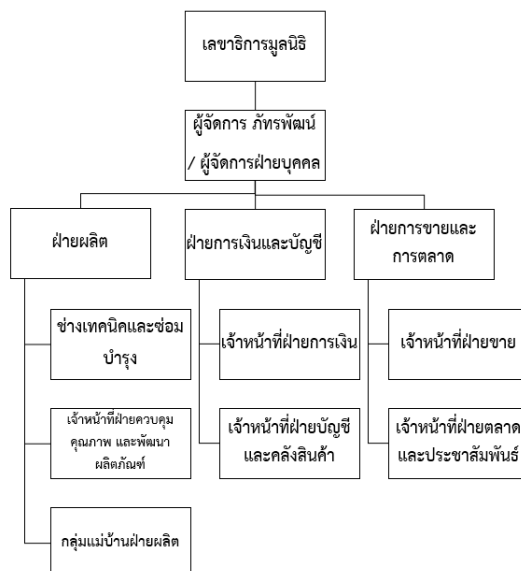 เลขาธิการมูลนิธิ
ผู้จัดการ ภัทรพัฒน์
/ ผู้จัดการฝ่ายบุคคล
ฝ่ายผลิต
ฝ่ายการเงินและบัญชี
ฝ่ายการขายและ
การตลาด
ช่างเทคนิคและซ่อม
บำรุง
เจ้าหน้าที่ฝ่ายการเงิน
เจ้าหน้าที่ฝ่ายขาย
เจ้าหน้าที่ฝ่ายควบคุม
คุณภาพ และพัฒนา
ผลิตภัณฑ์
เจ้าหน้าที่ฝ่ายบัญชี
และคลังสินค้า
เจ้าหน้าที่ฝ่ายตลาด
และประชาสัมพันธ์
กลุ่มแม่บ้านฝ่ายผลิต